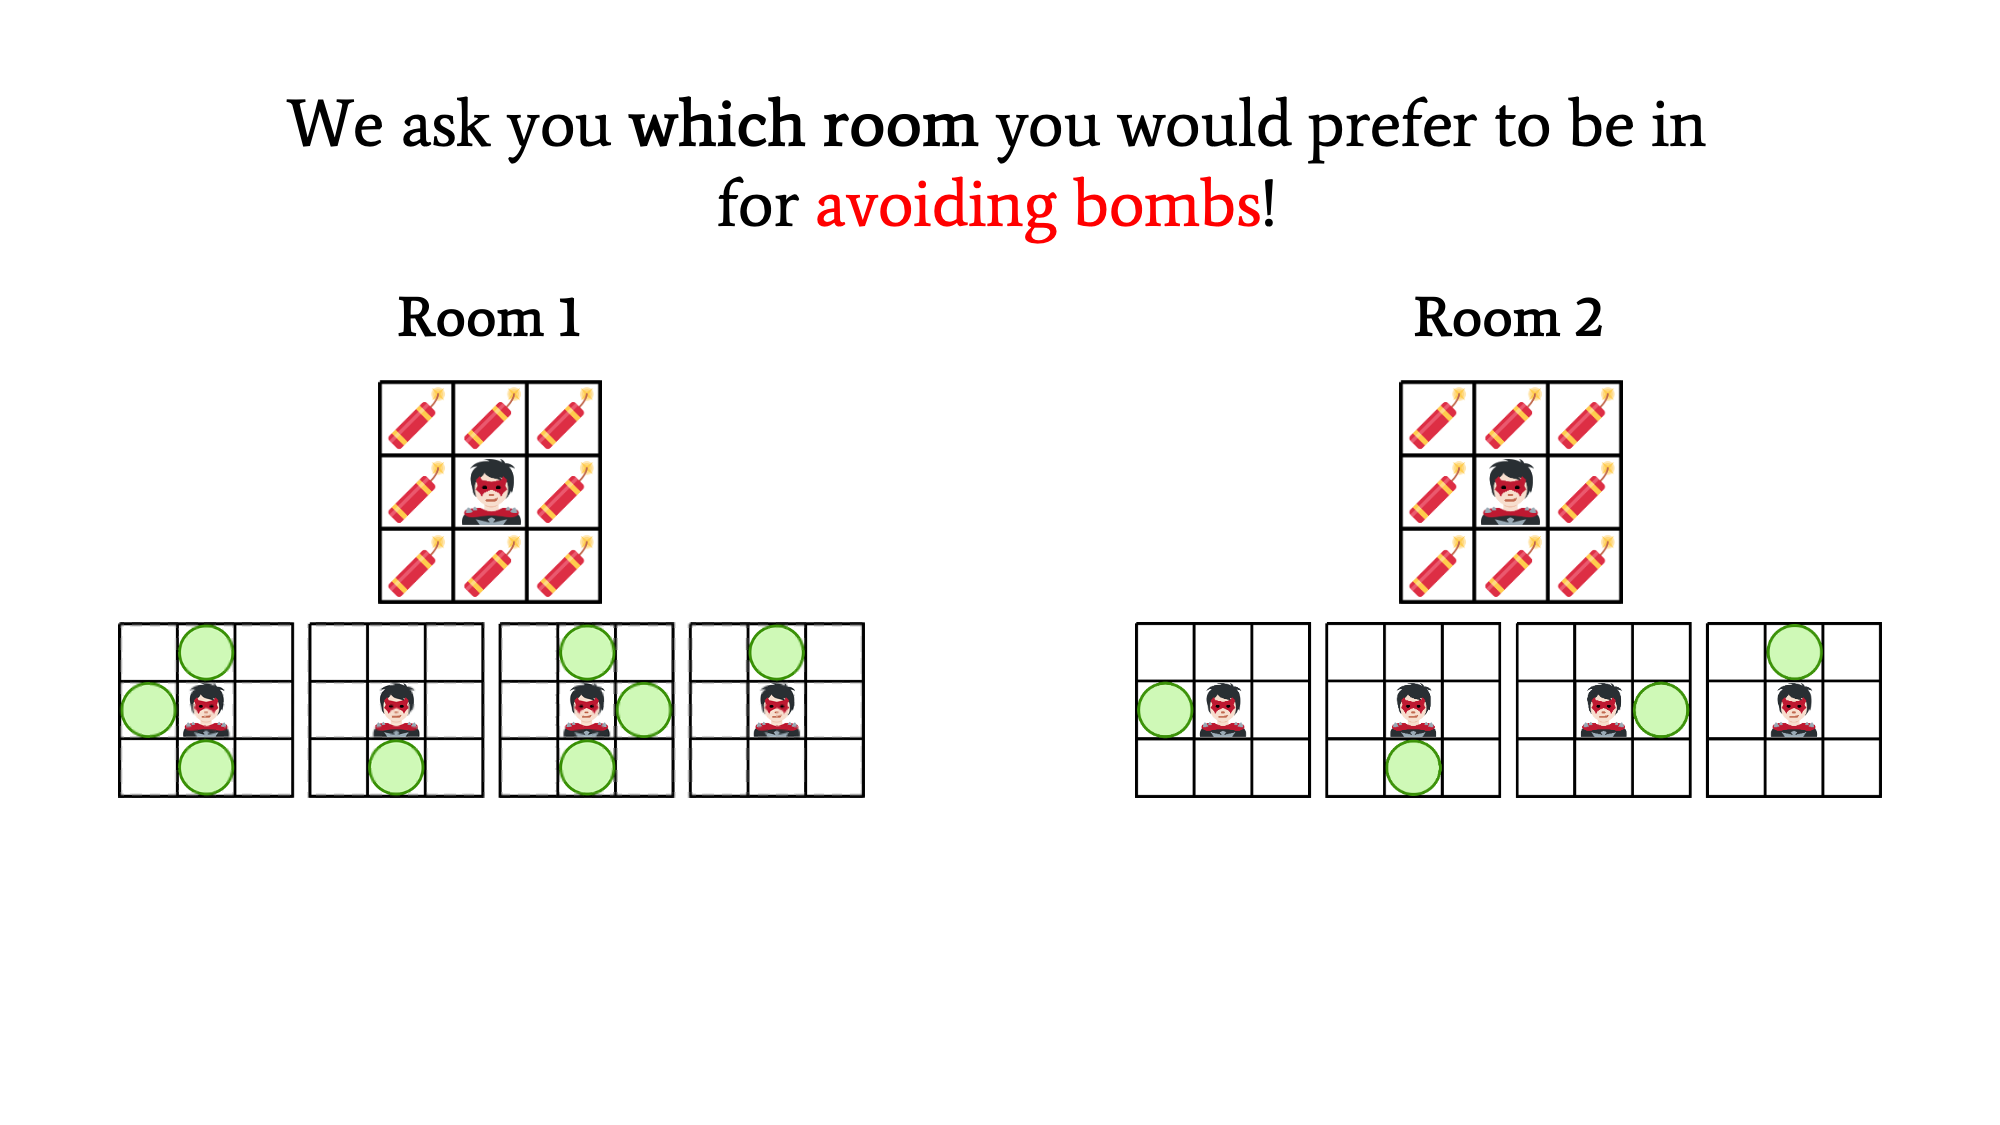 We ask you which room you would prefer to be in
for avoiding bombs!
Room 1
Room 2